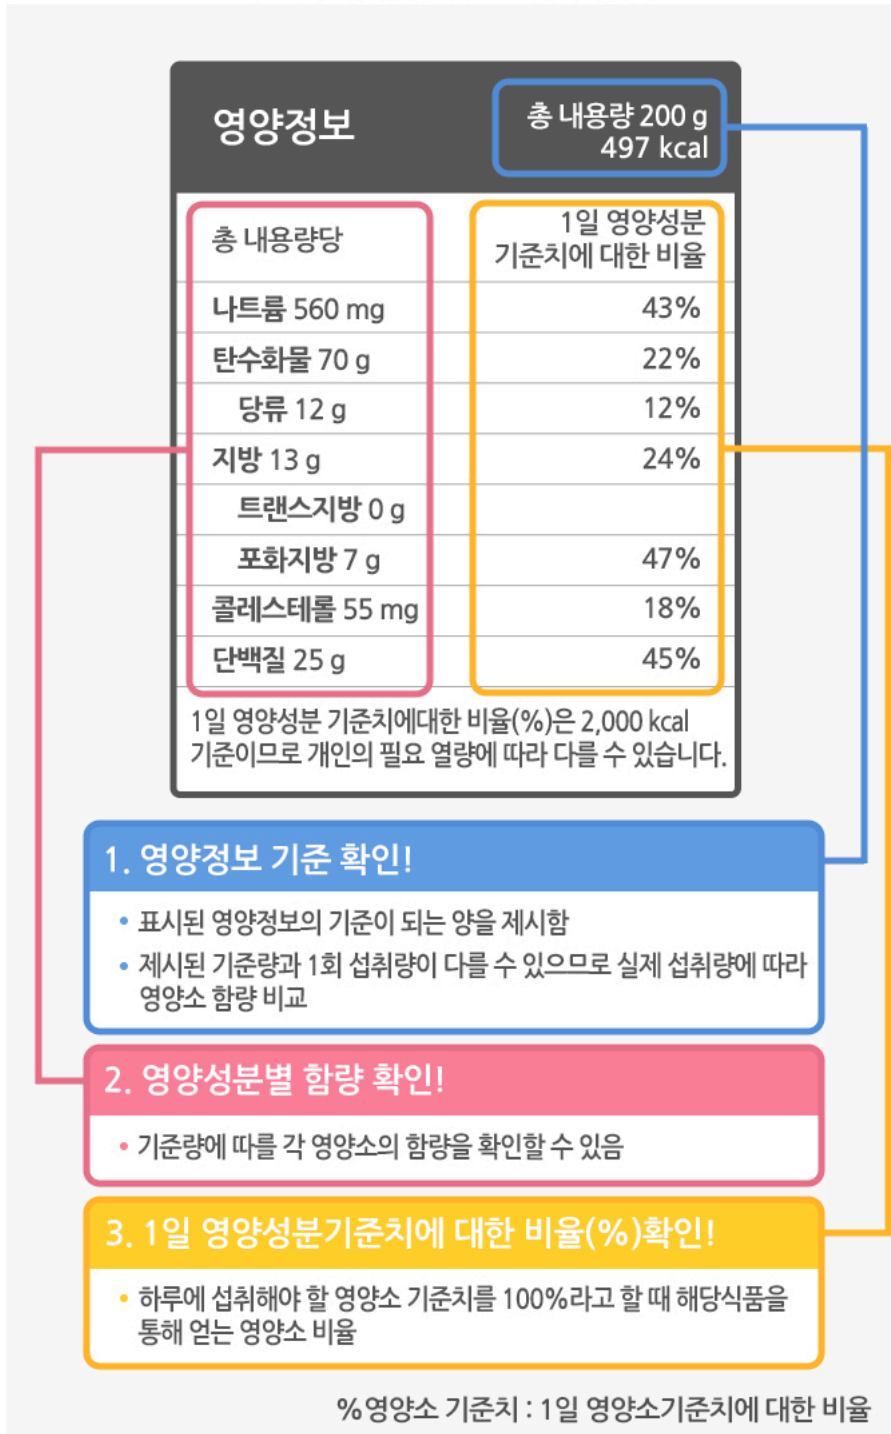 영양정보
총 내용량 200 g
497 kcal
총 내용량당
1일 영양성분
기준치에 대한 비율
나트륨 560 mg 43%
탄수화물 70 g 22%
당류 12 g 12%
지방 13 g 24%
트랜스지방 0 g
포화지방 7 g 47%
콜레스테롤 55 mg 18%
단백질 25 g 45%
1일 영양성분 기준치에대한 비율(%)은 2,000 kcal
기준이므로 개인의 필요 열량에 따라 다를 수 있습니다.
1. 영양정보 기준 확인!
• 표시된 영양정보의 기준이 되는 양을 제시함
• 제시된 기준량과 1회 섭취량이 다를 수 있으므로 실제 섭취량에 따라
영양소 함량 비교
2. 영양성분별 함량 확인!
• 기준량에 따를 각 영양소의 함량을 확인할 수 있음
3. 1일 영양성분기준치에 대한 비율(%)확인!
• 하루에 섭취해야 할 영양소 기준치를 100%라고 할 때 해당식품을
통해 얻는 영양소 비율
%영양소 기준치 : 1일 영양소기준치에 대한 비율